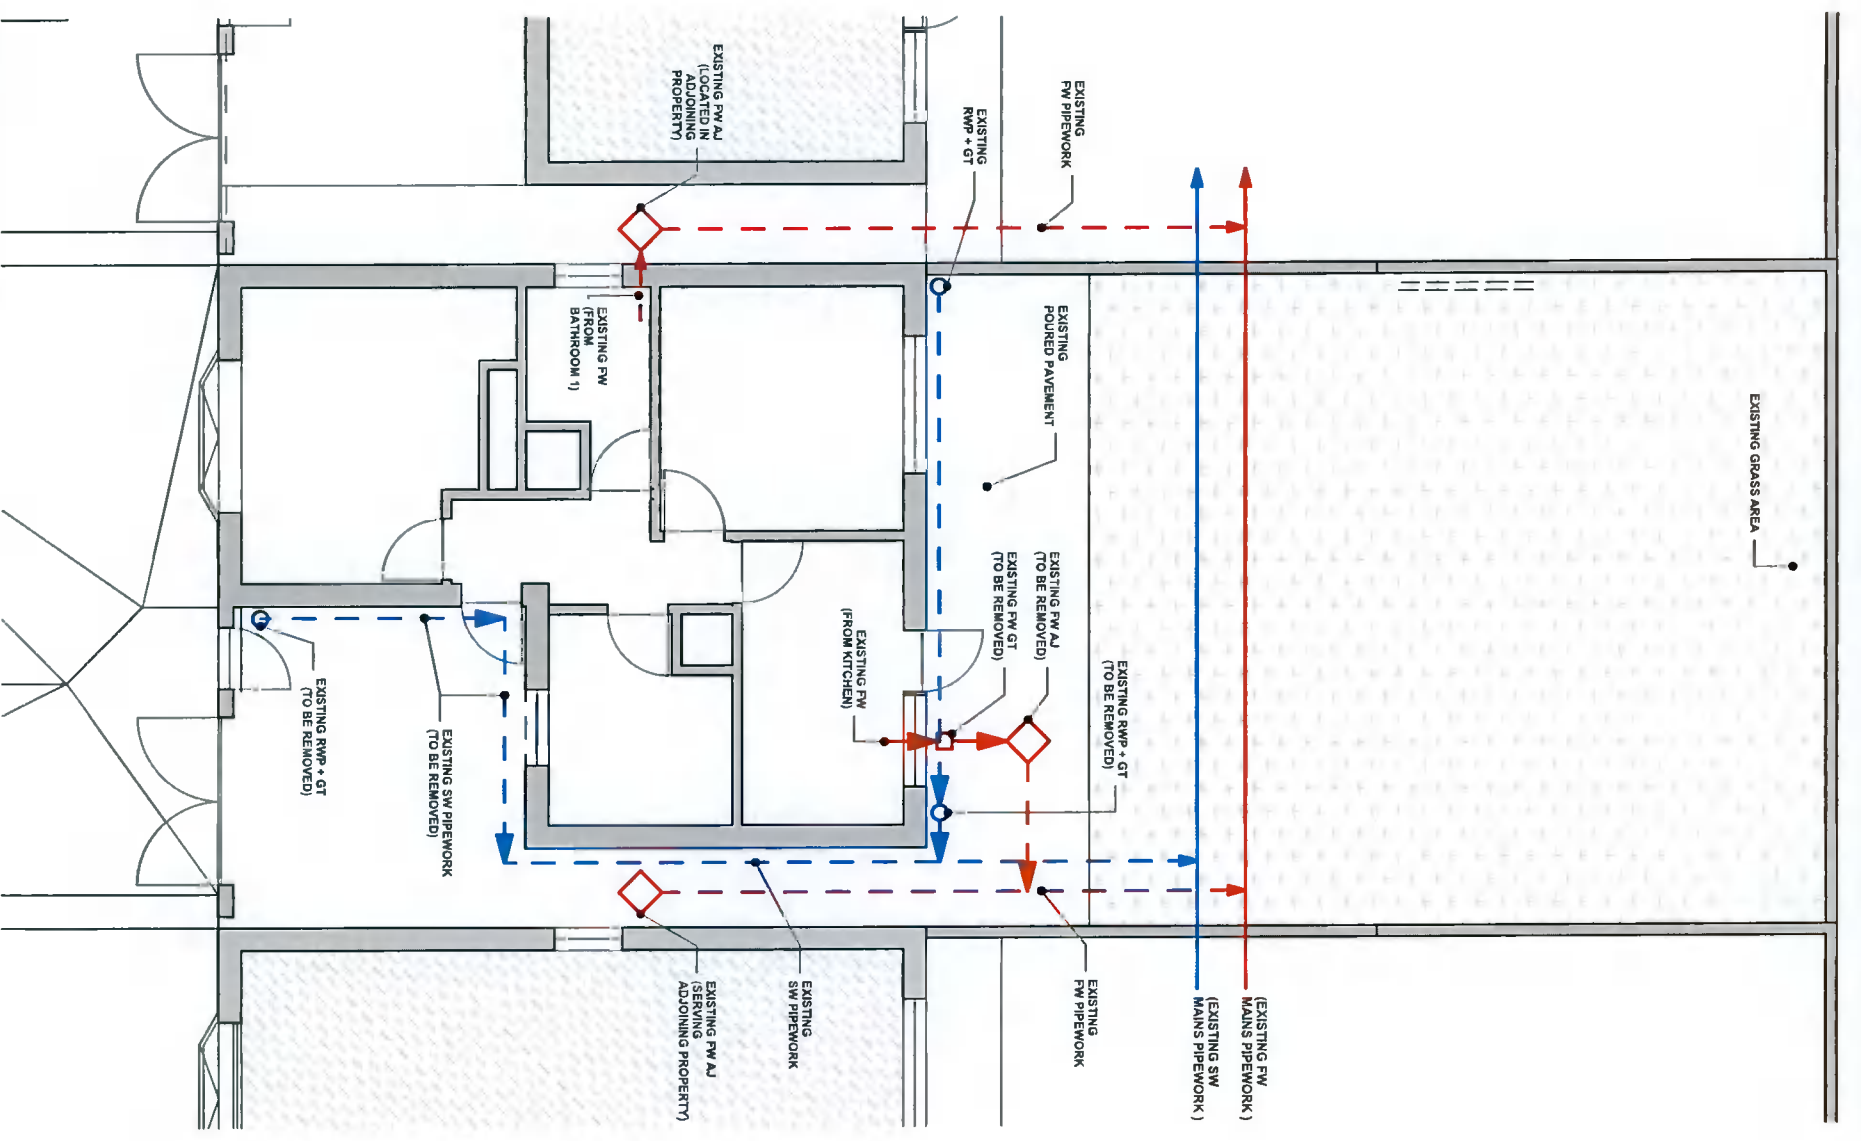 EXISTING FW AJ
(LOCATED IN
ADJOINING
PROPERTY)
EXISTING
RWP + GT
EXISTING
FW PIPEWORK
EXISTING FW
(FROM
BATHROOM 1)
EXISTING
POURED PAVEMENT
EXISTING GRASS AREA
EXISTING FW AJ
(TO BE REMOVED)
EXISTING FW GT
(TO BE REMOVED)
EXISTING FW
(FROM KITCHEN)
EXISTING RWP + GT
(TO BE REMOVED)
EXISTING RWP + GT
(TO BE REMOVED)
EXISTING SW PIPEWORK
(TO BE REMOVED)
EXISTING FW AJ
(SERVING
ADJOINING PROPERTY)
EXISTING
SW PIPEWORK
EXISTING
FW PIPEWORK
(EXISTING SW
MAINS PIPEWORK )
(EXISTING FW
MAINS PIPEWORK )